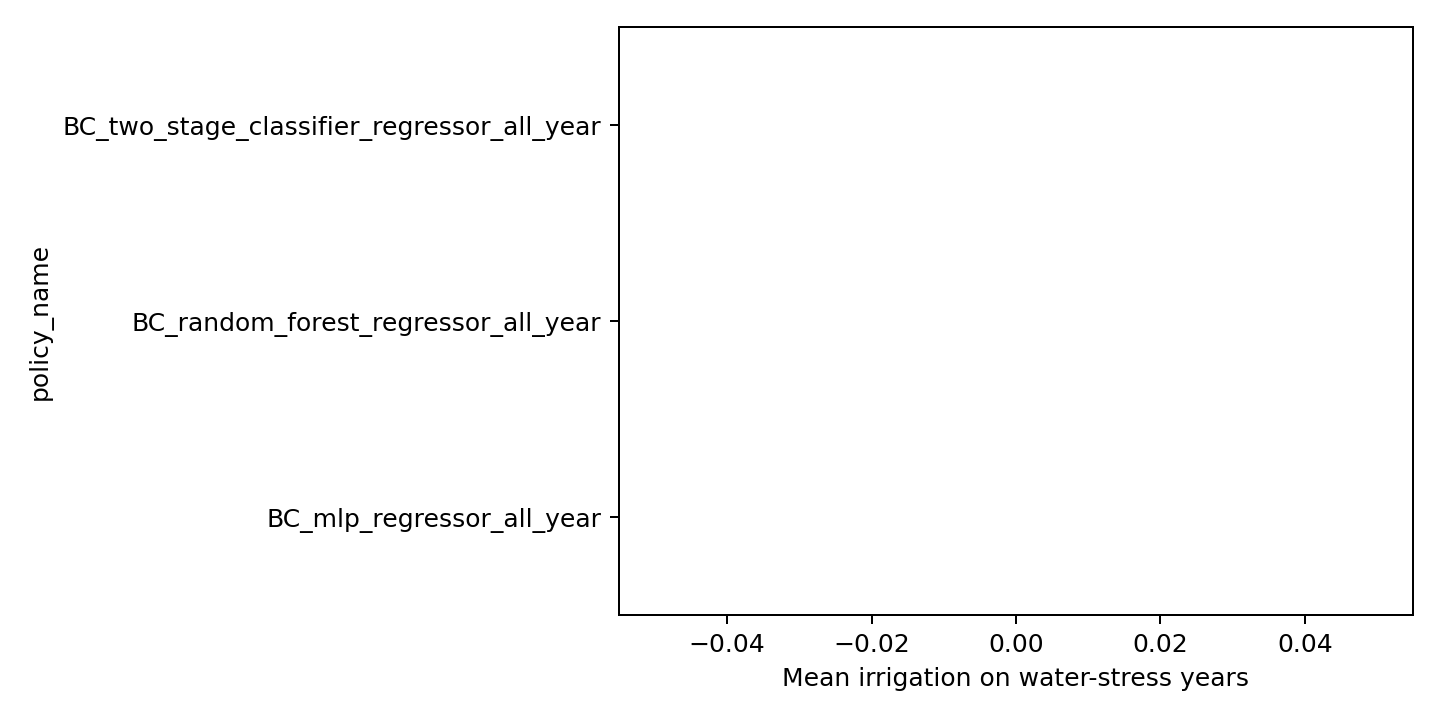 BC_two_stage_classifier_regressor_all_year
BC_random_forest_regressor_all_year
BC_mlp_regressor_all_year
policy_name
−0.04 −0.02 0.00 0.02 0.04
Mean irrigation on water-stress years